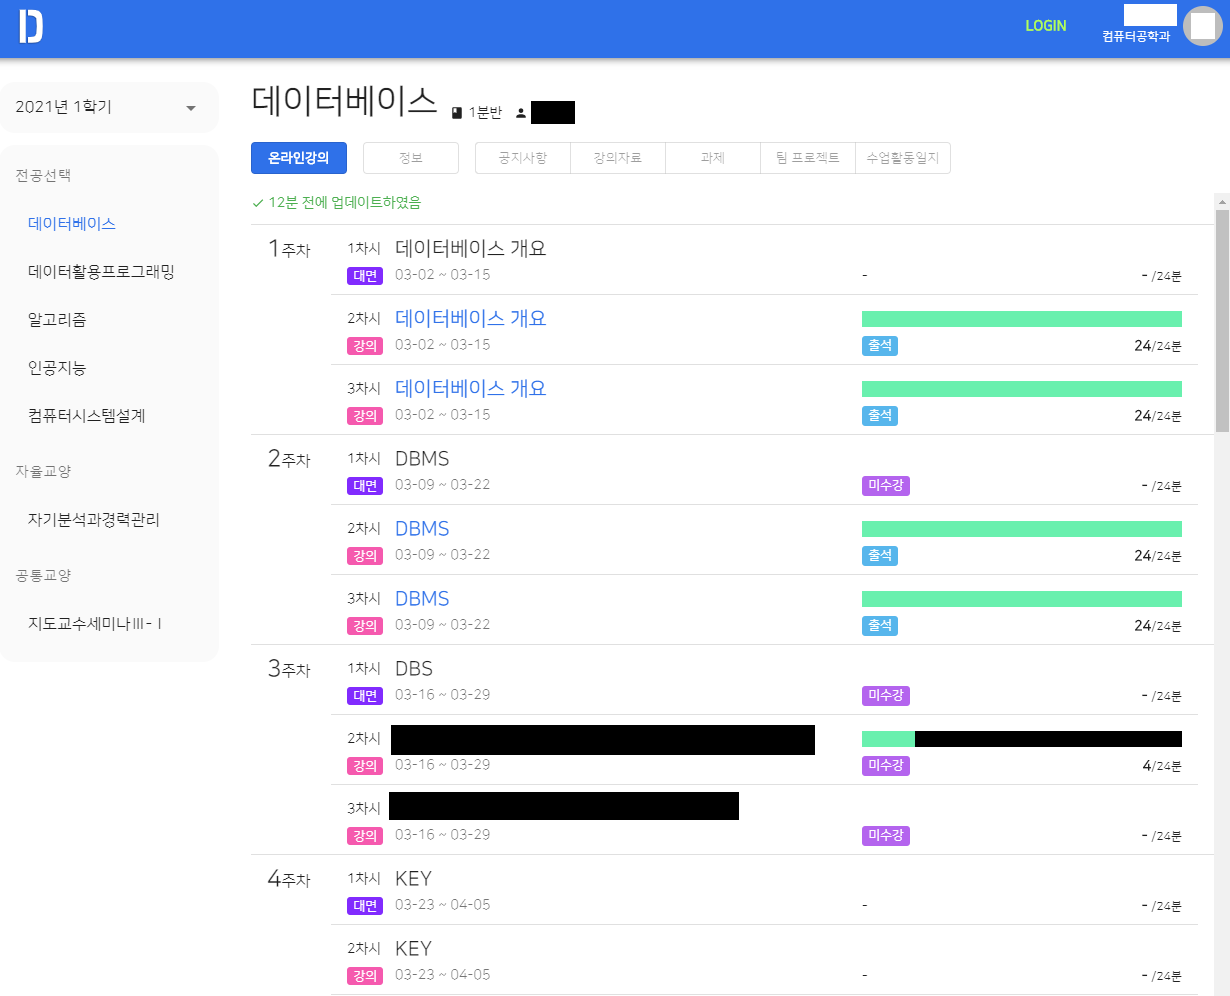 D
LOGIN
컴퓨터공학과
2021년 1학기
전공선택
데이터베이스
데이터활용프로그래밍
알고리즘
인공지능
컴퓨터시스템설계
자율교양
자기분석과경력관리
공통교양
지도교수세미나Ⅲ-Ⅰ
데이터베이스 1분반
온라인강의 정보 공지사항 강의자료 과제 팀 프로젝트 수업활동일지
12분 전에 업데이트하였음
1주차 1차시 데이터베이스 개요
대면 03-02 ~ 03-15 - - /24분
2차시 데이터베이스 개요
강의 03-02 ~ 03-15 출석 24/24분
3차시 데이터베이스 개요
강의 03-02 ~ 03-15 출석 24/24분
2주차 1차시 DBMS
대면 03-09 ~ 03-22 미수강 - /24분
2차시 DBMS
강의 03-09 ~ 03-22 출석 24/24분
3차시 DBMS
강의 03-09 ~ 03-22 출석 24/24분
3주차 1차시 DBS
대면 03-16 ~ 03-29 미수강 - /24분
2차시
강의 03-16 ~ 03-29 미수강 4/24분
3차시
강의 03-16 ~ 03-29 미수강 - /24분
4주차 1차시 KEY
대면 03-23 ~ 04-05 - - /24분
2차시 KEY
강의 03-23 ~ 04-05 - - /24분